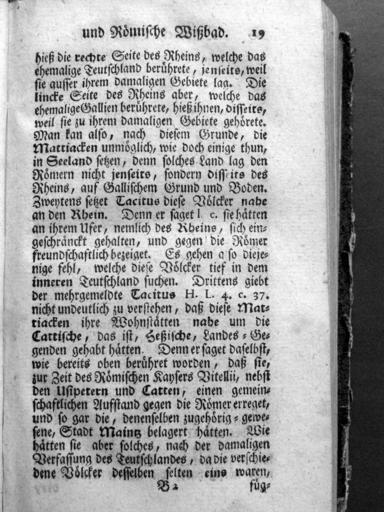 und Römische Wißbad. 19
hieß die rechte Seite des Rheins, welche das
ehemalige Teutschland berührete, jenseits, weil
sie ausser ihrem damaligen Gebiete lag. Die
lincke Seite des Rheins aber, welche das
ehemalige Gallien berührete, hieß ihnen, disseits,
weil sie zu ihrem damaligen Gebiete gehörete.
Man kan also, nach diesem Grunde, die
Mattiacken unmöglich, wie doch einige thun,
in Seeland setzen, denn solches Land lag den
Römern nicht jenseits, sondern disseits des
Rheins, auf Gallischem Grund und Boden.
Zweytens setzet Tacitus diese Völcker nahe
an den Rhein. Denn er saget l. c. sie hätten
an ihrem Ufer, nemlich des Rheins, sich ein-
geschränckt gehalten, und gegen die Römer
freundschaftlich bezeiget. Es gehen also dieje-
nige fehl, welche diese Völcker tief in dem
inneren Teutschland suchen. Drittens giebt
der mehrgemeldte Tacitus H. L. 4. c. 37.
nicht undeutlich zu verstehen, daß diese Mat-
tiacken ihre Wohnstätten nahe um die
Cattische, das ist, Heßische, Landes-Ge-
genden gehabt hätten. Denn er saget daselbst,
wie bereits oben berühret worden, daß sie,
zur Zeit des Römischen Kaysers Vitellii, nebst
den Usipetern und Catten, einen gemein-
schaftlichen Aufstand gegen die Römer erreget,
und so gar die, denenselben zugehörig-gewe-
sene, Stadt Mainz belagert hätten. Wie
hätten sie aber solches, nach der damaligen
Verfassung des Teutschlandes, da die verschie-
dene Völcker desselben selten eins waren,
B 2 füg-